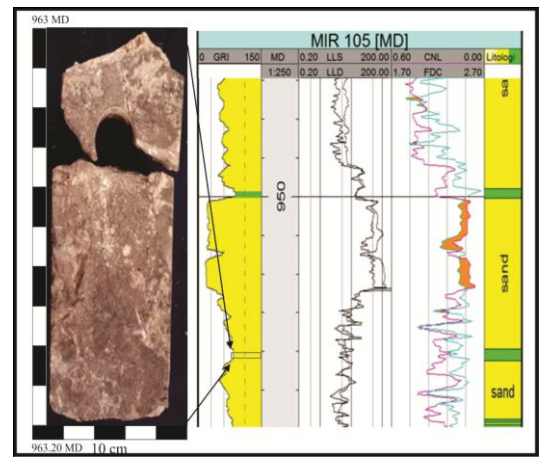 963 MD
MIR 105 [MD]
0 GRI 150 MD 0.20 LLS 200.00 0.60 CNL 0.00 Litologi
1:250 0.20 LLD 200.00 1.70 FDC 2.70
sa
950
sand
sand
963.20 MD 10 cm